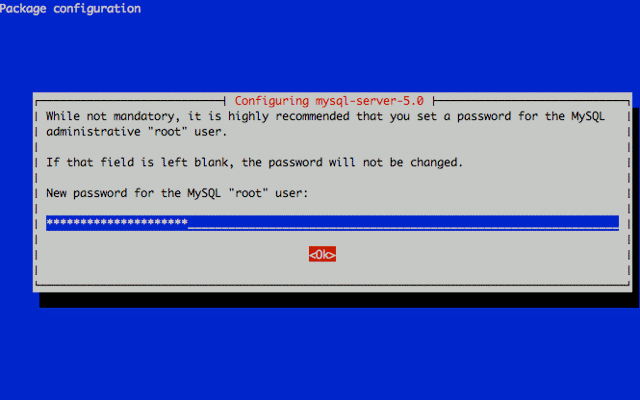 Package configuration
Configuring mysql-server-5.0
While not mandatory, it is highly recommended that you set a password for the MySQL
administrative "root" user.
If that field is left blank, the password will not be changed.
New password for the MySQL "root" user:
*********************
<Ok>